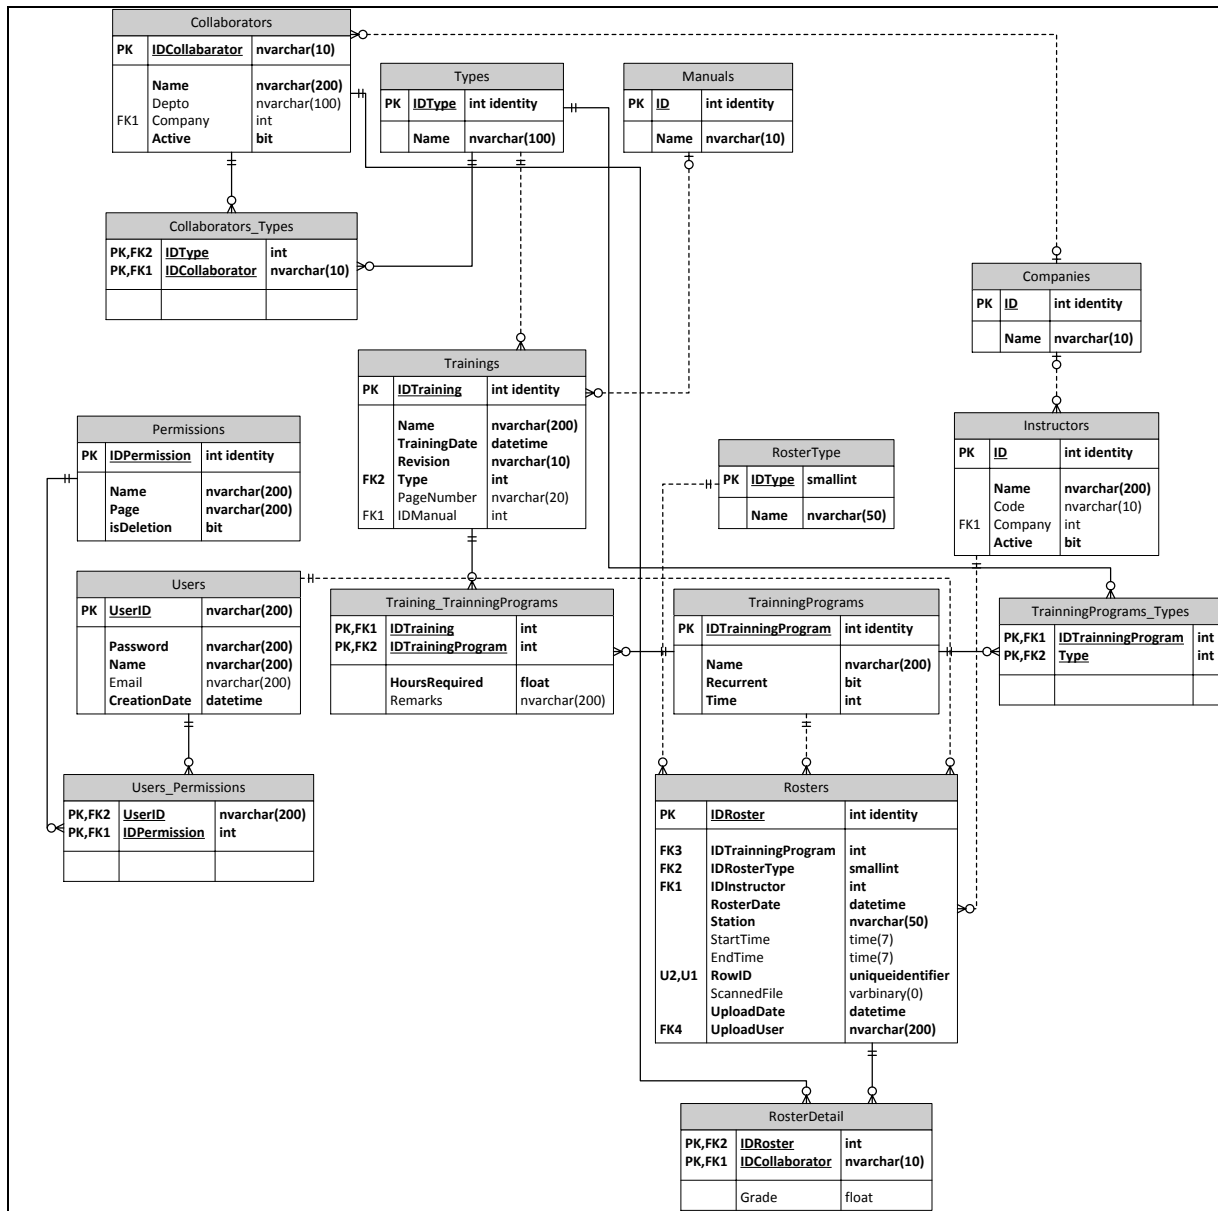 Collaborators
PK IDCollabarator nvarchar(10)
Name nvarchar(200)
Depto nvarchar(100)
FK1 Company int
Active bit
Types
PK IDType int identity
Name nvarchar(100)
Manuals
PK ID int identity
Name nvarchar(10)
Collaborators_Types
PK,FK2 IDType int
PK,FK1 IDCollaborator nvarchar(10)
Companies
PK ID int identity
Name nvarchar(10)
Trainings
PK IDTraining int identity
Name nvarchar(200)
TrainingDate datetime
Revision nvarchar(10)
FK2 Type int
PageNumber nvarchar(20)
FK1 IDManual int
Permissions
PK IDPermission int identity
Name nvarchar(200)
Page nvarchar(200)
isDeletion bit
RosterType
PK IDType smallint
Name nvarchar(50)
Instructors
PK ID int identity
Name nvarchar(200)
Code nvarchar(10)
FK1 Company int
Active bit
Users
PK UserID nvarchar(200)
Password nvarchar(200)
Name nvarchar(200)
Email nvarchar(200)
CreationDate datetime
Training_TrainningPrograms
PK,FK1 IDTraining int
PK,FK2 IDTrainingProgram int
HoursRequired float
Remarks nvarchar(200)
TrainningPrograms
PK IDTrainningProgram int identity
Name nvarchar(200)
Recurrent bit
Time int
TrainningPrograms_Types
PK,FK1 IDTrainningProgram int
PK,FK2 Type int
Users_Permissions
PK,FK2 UserID nvarchar(200)
PK,FK1 IDPermission int
Rosters
PK IDRoster int identity
FK3 IDTrainningProgram int
FK2 IDRosterType smallint
FK1 IDInstructor int
RosterDate datetime
Station nvarchar(50)
StartTime time(7)
EndTime time(7)
U2,U1 RowID uniqueidentifier
ScannedFile varbinary(0)
UploadDate datetime
FK4 UploadUser nvarchar(200)
RosterDetail
PK,FK2 IDRoster int
PK,FK1 IDCollaborator nvarchar(10)
Grade float